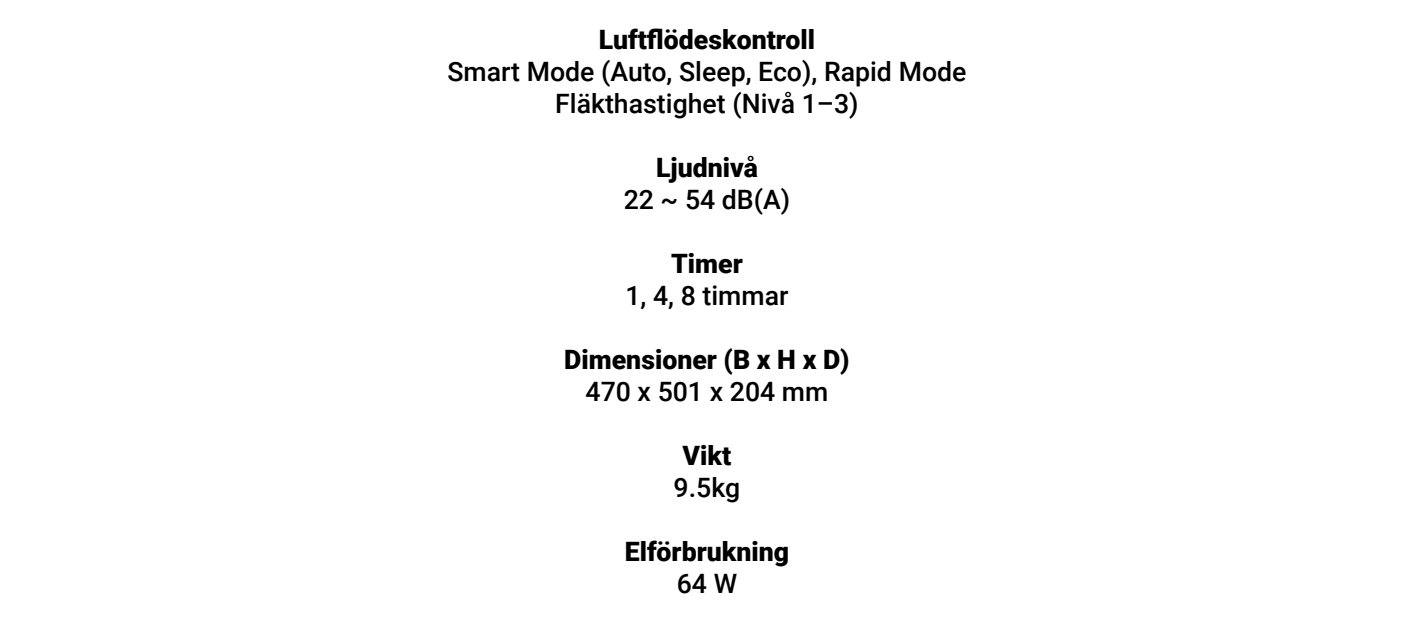 Luftflödeskontroll
Smart Mode (Auto, Sleep, Eco), Rapid Mode
Fläkthastighet (Nivå 1–3)
Ljudnivå
22 ~ 54 dB(A)
Timer
1, 4, 8 timmar
Dimensioner (B x H x D)
470 x 501 x 204 mm
Vikt
9.5kg
Elförbrukning
64 W